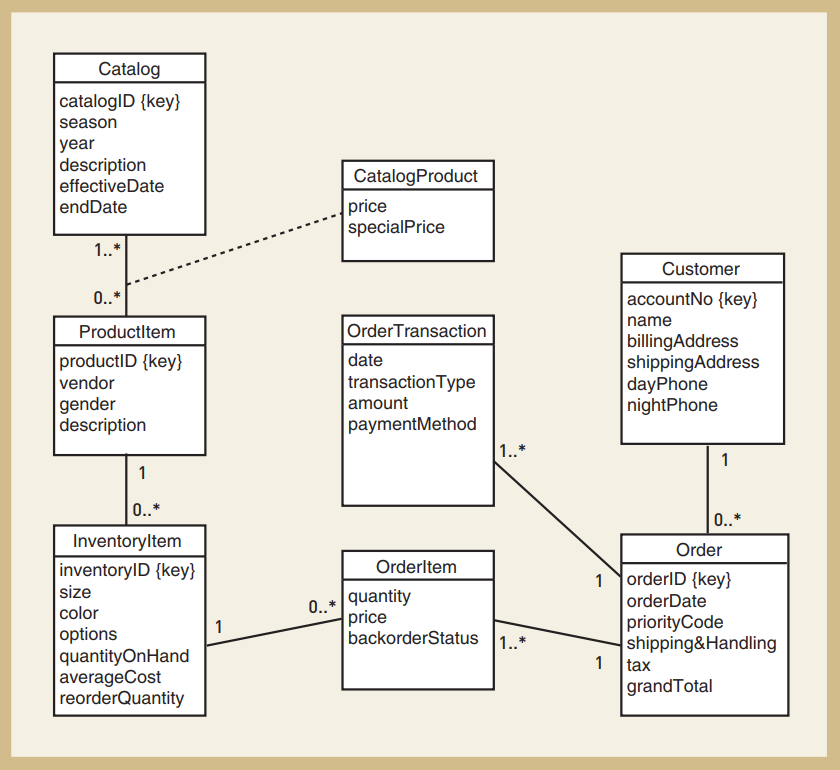 Catalog
catalogID {key}
season
year
description
effectiveDate
endDate
1..*
0..*
CatalogProduct
price
specialPrice
ProductItem
productID {key}
vendor
gender
description
1
0..*
OrderTransaction
date
transactionType
amount
paymentMethod
1..*
1
Customer
accountNo {key}
name
billingAddress
shippingAddress
dayPhone
nightPhone
1
0..*
InventoryItem
inventoryID {key}
size
color
options
quantityOnHand
averageCost
reorderQuantity
1
0..*
OrderItem
quantity
price
backorderStatus
1..*
1
Order
orderID {key}
orderDate
priorityCode
shipping&Handling
tax
grandTotal